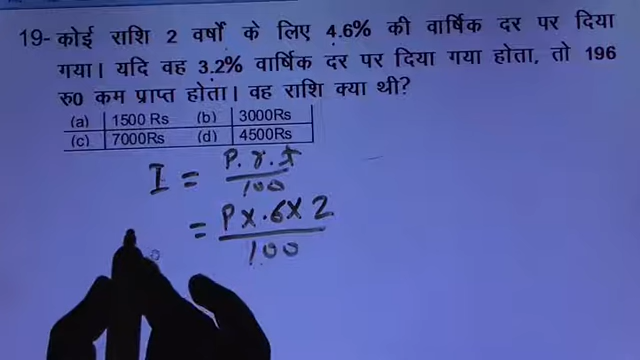 19- कोई राशि 2 वर्षों के लिए 4.6% की वार्षिक दर पर दिया
गया। यदि वह 3.2% वार्षिक दर पर दिया गया होता, तो 196
रु0 कम प्राप्त होता। वह राशि क्या थी?
(a) 1500 Rs (b) 3000Rs
(c) 7000Rs (d) 4500Rs
I = P. r. t / 100
= P x .6 x 2 / 100